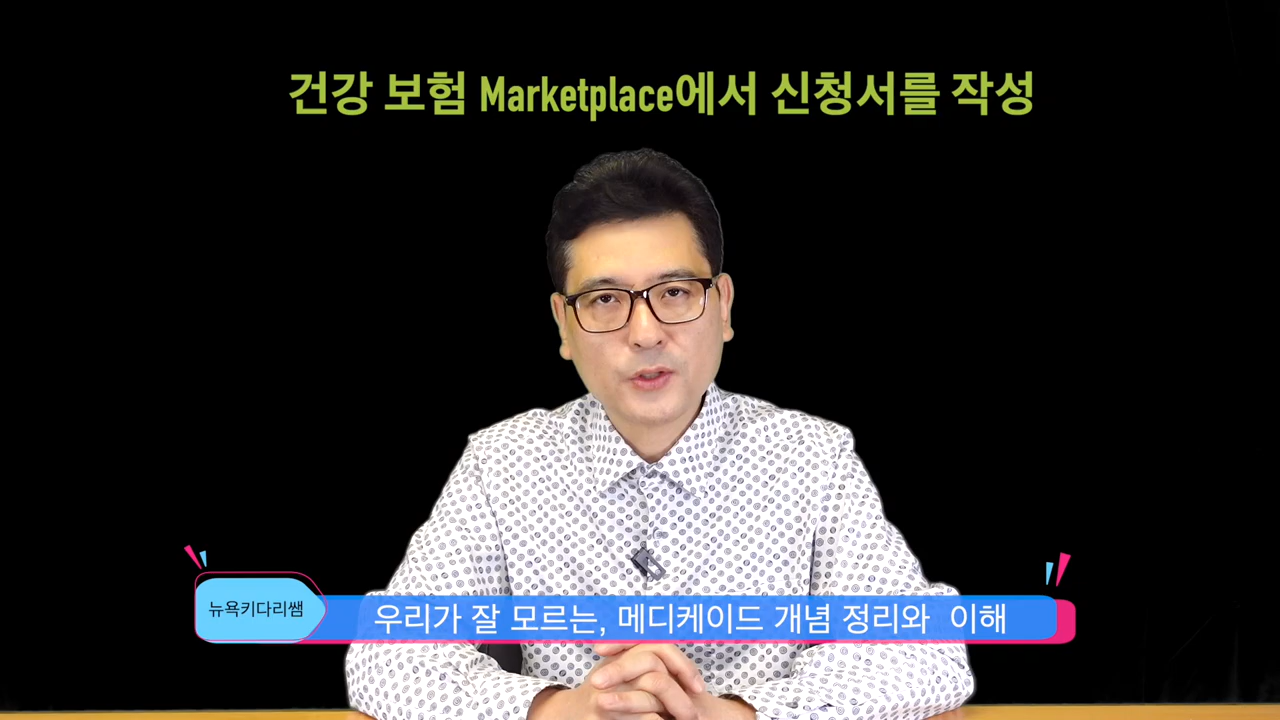 건강 보험 Marketplace에서 신청서를 작성
뉴욕키다리쌤
우리가 잘 모르는, 메디케이드 개념 정리와 이해